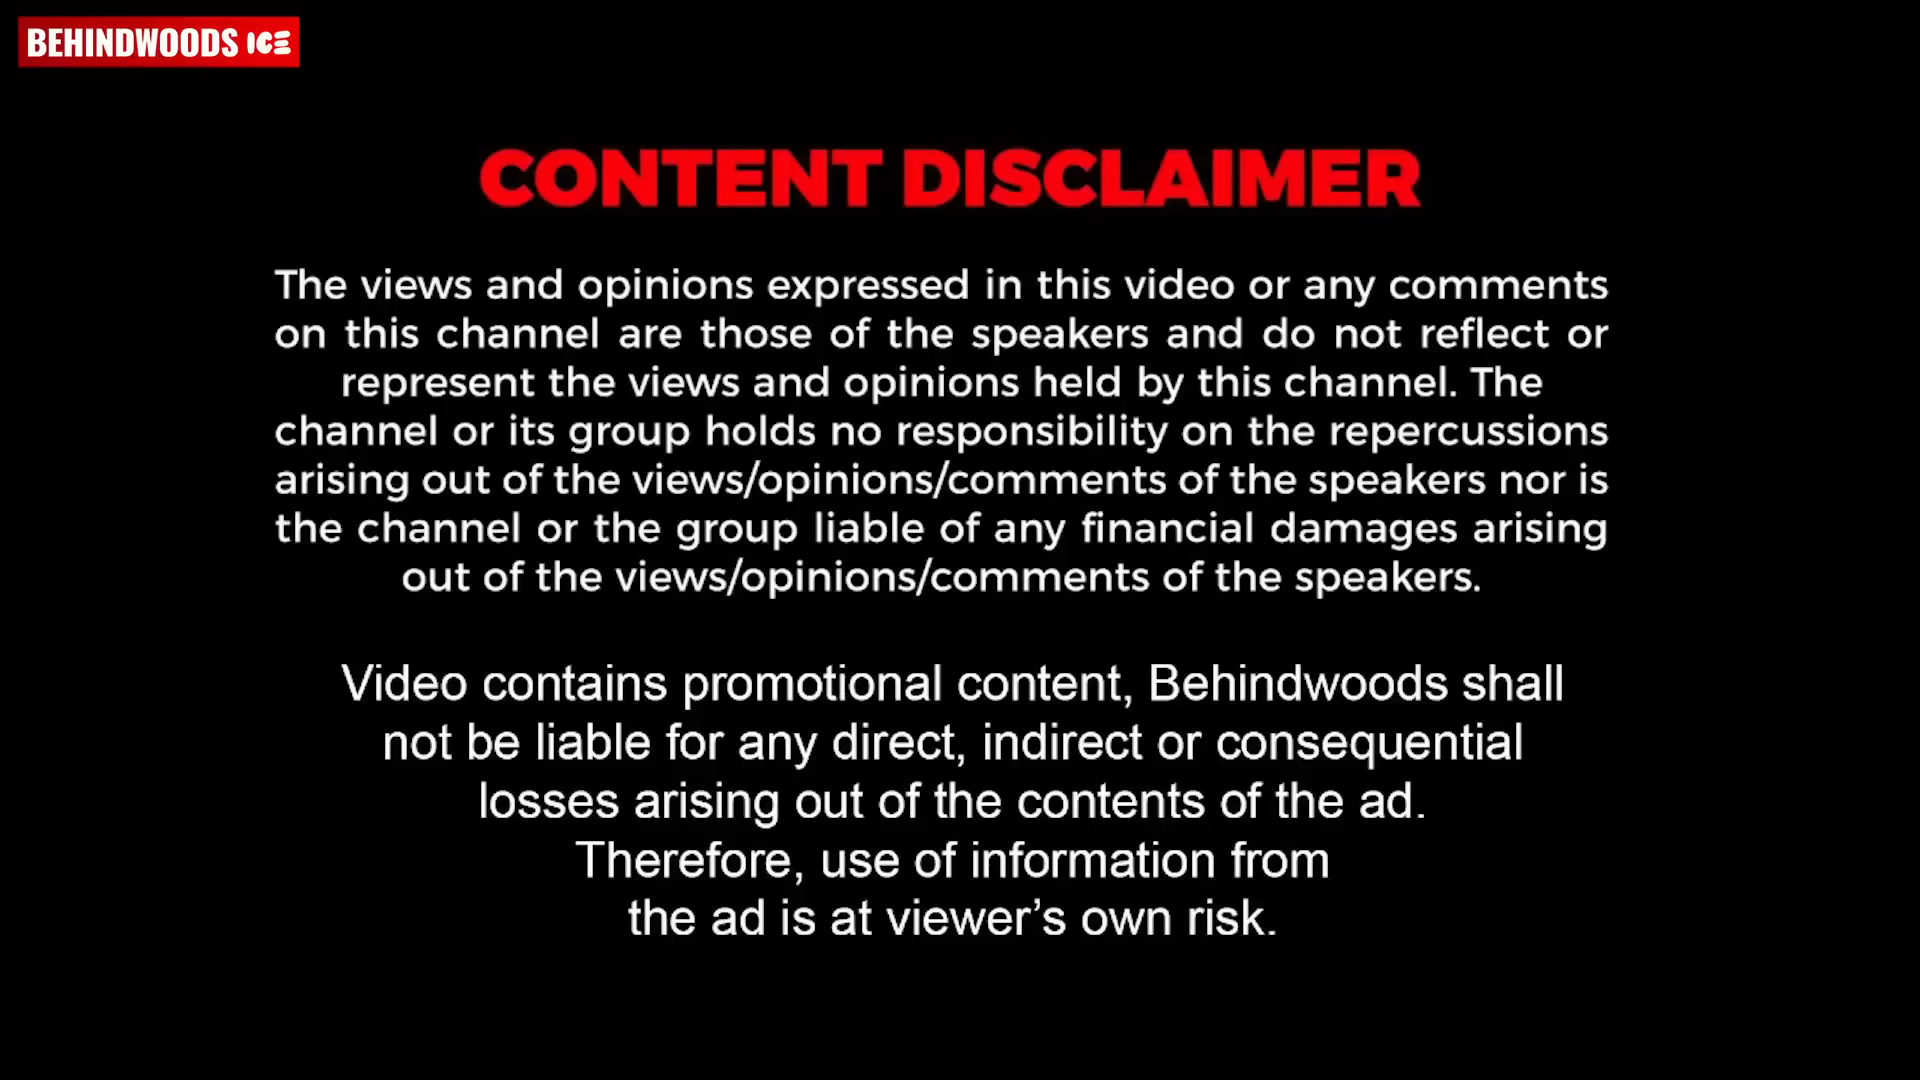 BEHINDWOODS ICE
CONTENT DISCLAIMER
The views and opinions expressed in this video or any comments
on this channel are those of the speakers and do not reflect or
represent the views and opinions held by this channel. The
channel or its group holds no responsibility on the repercussions
arising out of the views/opinions/comments of the speakers nor is
the channel or the group liable of any financial damages arising
out of the views/opinions/comments of the speakers.
Video contains promotional content, Behindwoods shall
not be liable for any direct, indirect or consequential
losses arising out of the contents of the ad.
Therefore, use of information from
the ad is at viewer’s own risk.